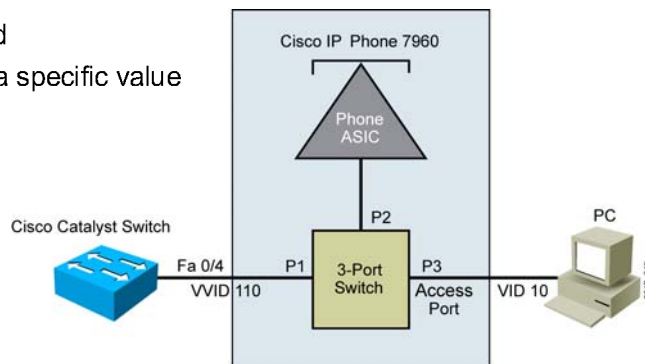 d
a specific value
Cisco IP Phone 7960
Phone
ASIC
Cisco Catalyst Switch
P2
PC
Fa 0/4
P1
3-Port
Switch
P3
Access
Port
VVID 110
VID 10